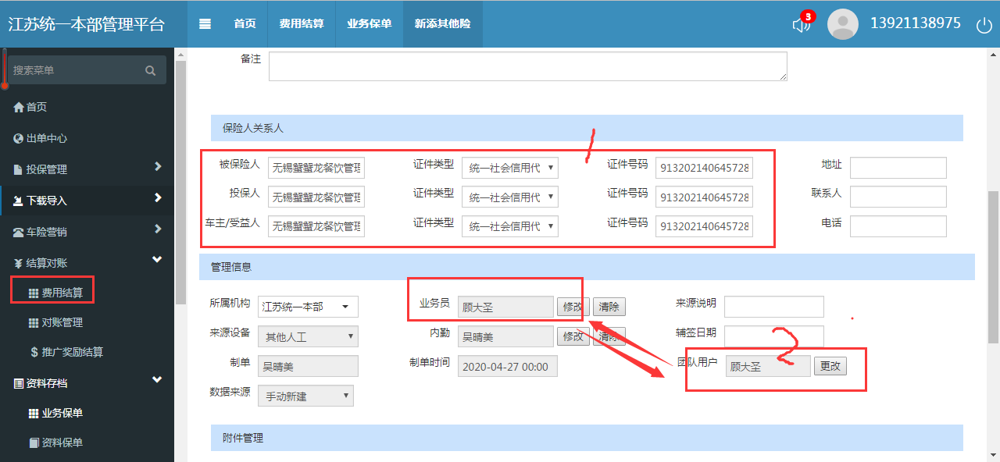 江苏统一本部管理平台
首页
费用结算
业务保单
新添其他险
3
13921138975
搜索菜单
首页
出单中心
投保管理
下载导入
车险营销
结算对账
费用结算
对账管理
推广奖励结算
资料存档
业务保单
资料保单
备注
保险人关系人
1
被保险人 无锡蟹蟹龙餐饮管理 证件类型 统一社会信用代 证件号码 913202140645728 地址
投保人 无锡蟹蟹龙餐饮管理 证件类型 统一社会信用代 证件号码 913202140645728 联系人
车主/受益人 无锡蟹蟹龙餐饮管理 证件类型 统一社会信用代 证件号码 913202140645728 电话
管理信息
所属机构 江苏统一本部 业务员 顾大圣 修改 清除 来源说明
来源设备 其他人工 内勤 吴晴美 修改 清除 辅签日期
2
制单 吴晴美 制单时间 2020-04-27 00:00 团队用户 顾大圣 更改
数据来源 手动新建
附件管理